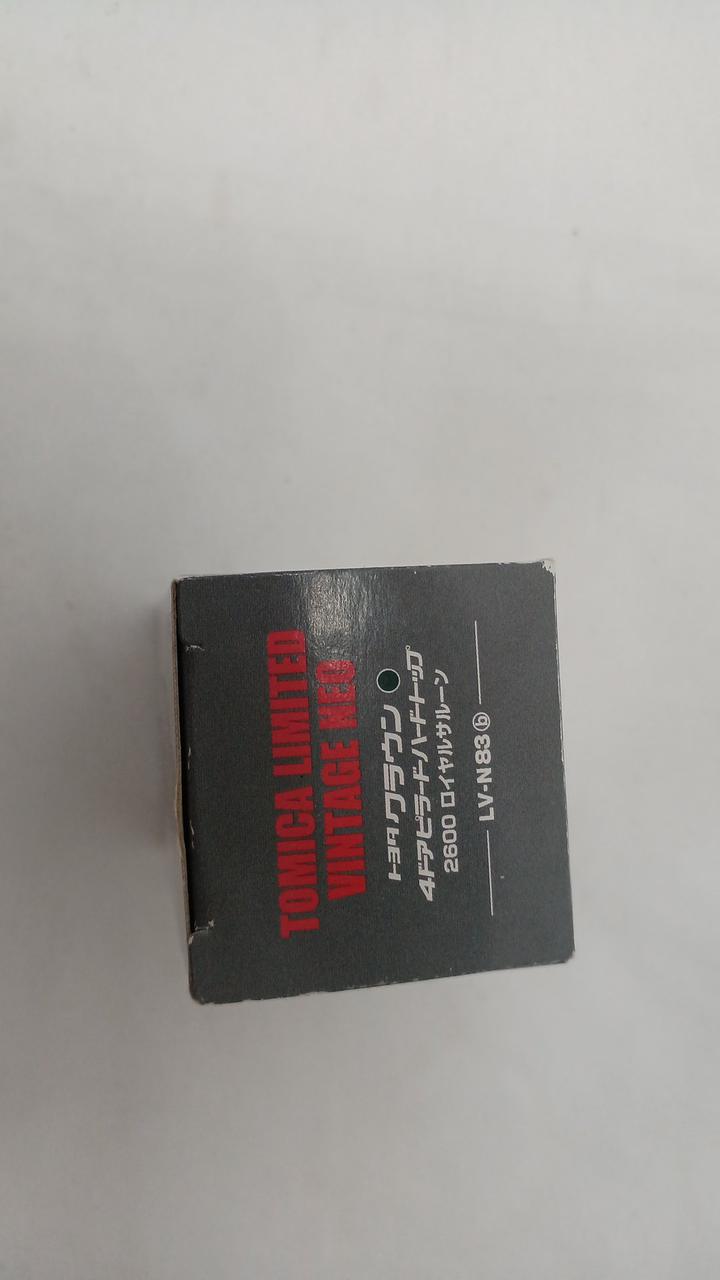 TOMICA LIMITED
VINTAGE NEO
トヨタ クラウン
4ドアピラードハードトップ
2600 ロイヤルサルーン
LV-N 83 ⓑ